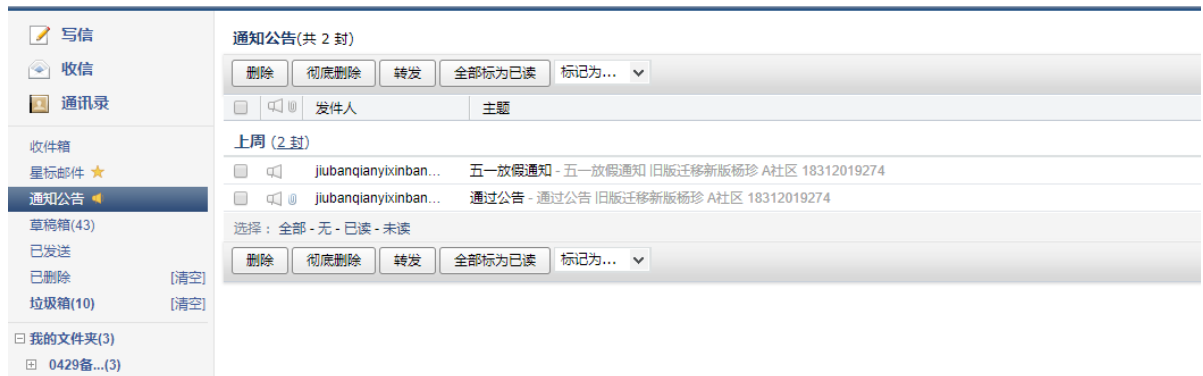 写信
收信
通讯录
收件箱
星标邮件
通知公告
草稿箱(43)
已发送
已删除 [清空]
垃圾箱(10) [清空]
我的文件夹(3)
0429备...(3)
通知公告(共 2 封)
删除 彻底删除 转发 全部标为已读 标记为...
发件人 主题
上周 (2 封)
jiubanqianyixinban... 五一放假通知 - 五一放假通知 旧版迁移新版杨珍 A社区 18312019274
jiubanqianyixinban... 通过公告 - 通过公告 旧版迁移新版杨珍 A社区 18312019274
选择： 全部 - 无 - 已读 - 未读
删除 彻底删除 转发 全部标为已读 标记为...